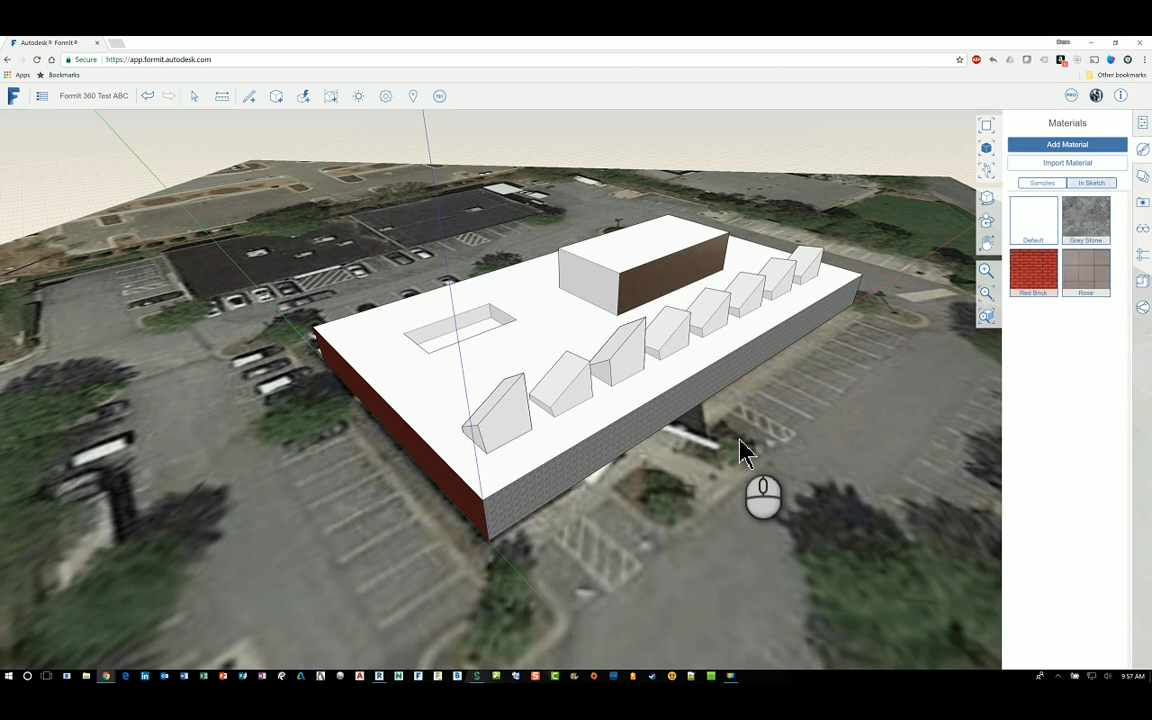 Autodesk® FormIt®
Secure
https://app.formit.autodesk.com
Apps
Bookmarks
Other bookmarks
FormIt 360 Test ABC
PRO
Materials
Add Material
Import Material
Samples
In Sketch
Default
Grey Stone
Red Brick
Rose
9:57 AM